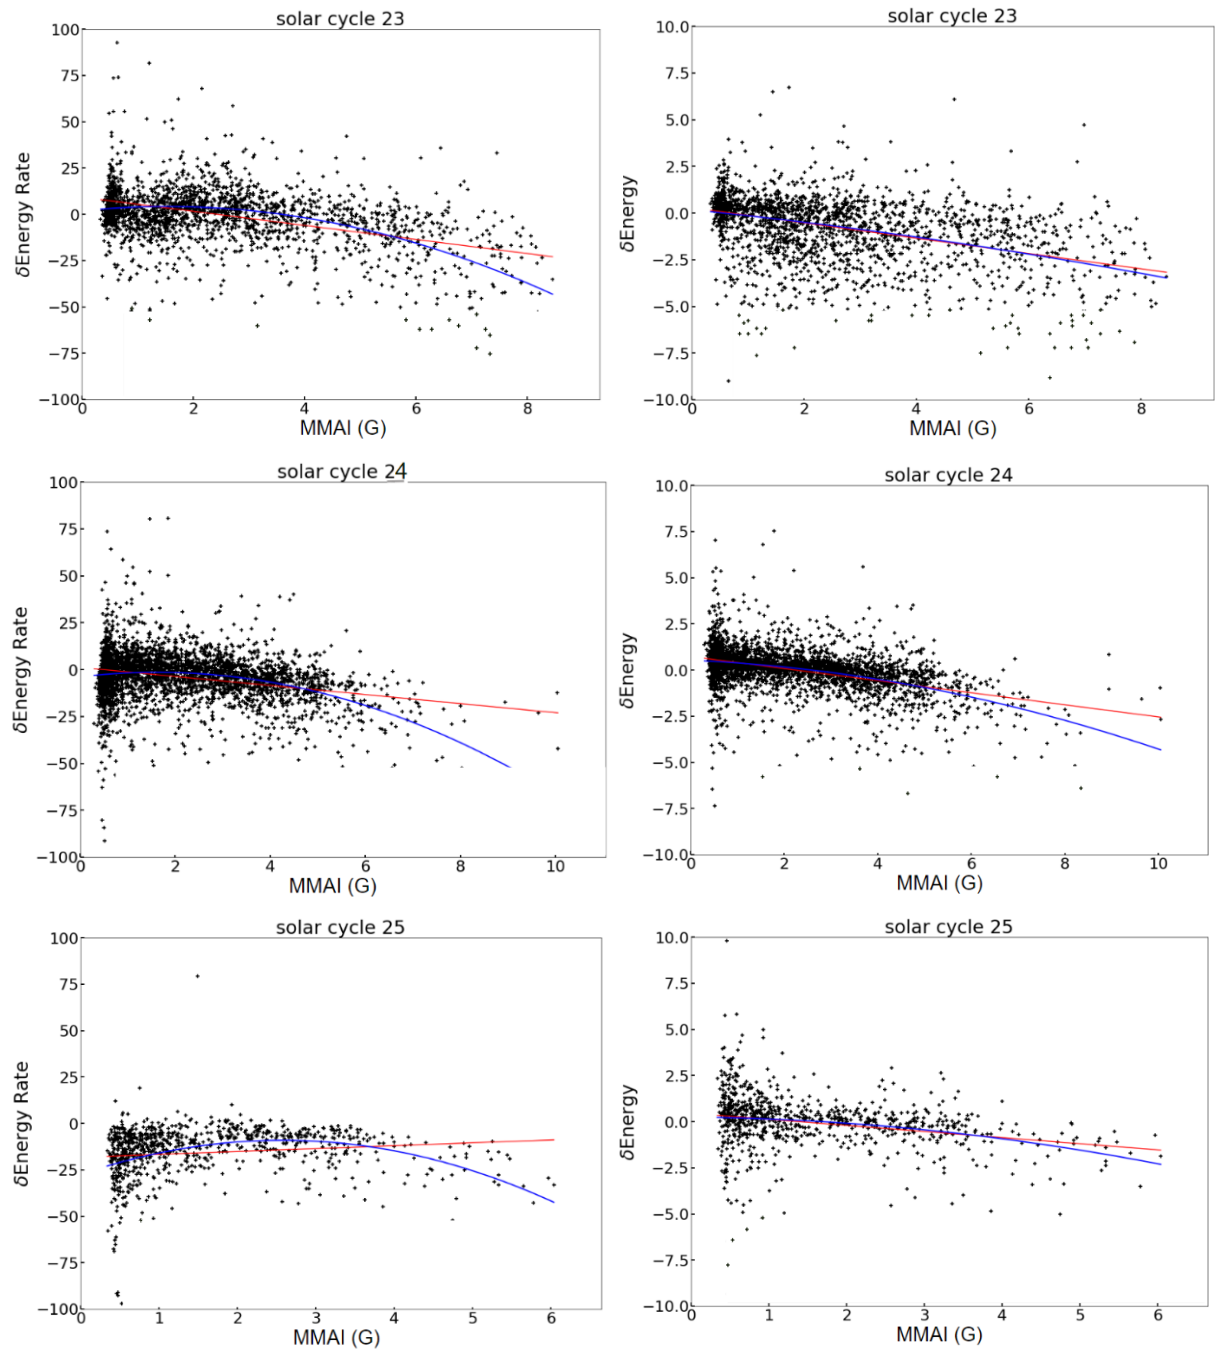 solar cycle 23
100
75
50
25
0
−25
−50
−75
−100
δEnergy Rate
0 2 4 6 8
MMAI (G)
solar cycle 23
10.0
7.5
5.0
2.5
0.0
−2.5
−5.0
−7.5
−10.0
δEnergy
0 2 4 6 8
MMAI (G)
solar cycle 24
100
75
50
25
0
−25
−50
−75
−100
δEnergy Rate
0 2 4 6 8 10
MMAI (G)
solar cycle 24
10.0
7.5
5.0
2.5
0.0
−2.5
−5.0
−7.5
−10.0
δEnergy
0 2 4 6 8 10
MMAI (G)
solar cycle 25
100
75
50
25
0
−25
−50
−75
−100
δEnergy Rate
1 2 3 4 5 6
MMAI (G)
solar cycle 25
10.0
7.5
5.0
2.5
0.0
−2.5
−5.0
−7.5
−10.0
δEnergy
0 1 2 3 4 5 6
MMAI (G)